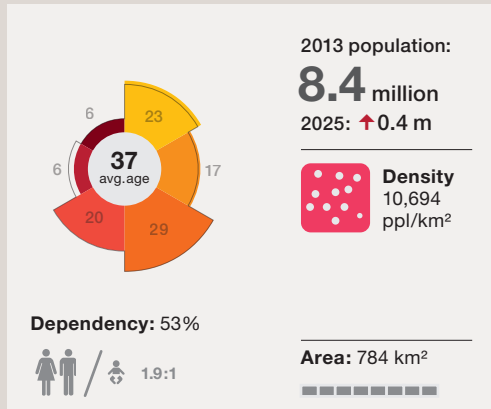 2013 population:
8.4 million
2025: ↑0.4 m
6
23
6
37
avg.age
17
20
29
Density
10,694
ppl/km²
Dependency: 53%
1.9:1
Area: 784 km²